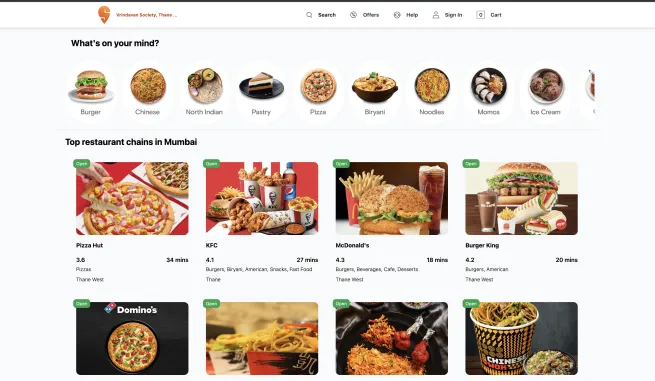 Vrindavan Society, Thane ...
Search
Offers
Help
Sign In
0
Cart
What's on your mind?
Burger
Chinese
North Indian
Pastry
Pizza
Biryani
Noodles
Momos
Ice Cream
Top restaurant chains in Mumbai
Open
Open
Open
Open
KFC
Pizza Hut
KFC
McDonald's
Burger King
3.6
34 mins
4.1
27 mins
4.3
18 mins
4.2
20 mins
Pizzas
Burgers, Biryani, American, Snacks, Fast Food
Burgers, Beverages, Cafe, Desserts
Burgers, American
Thane West
Thane
Thane West
Thane West
Open
Open
Open
Open
Domino's
CHINESE
WOK